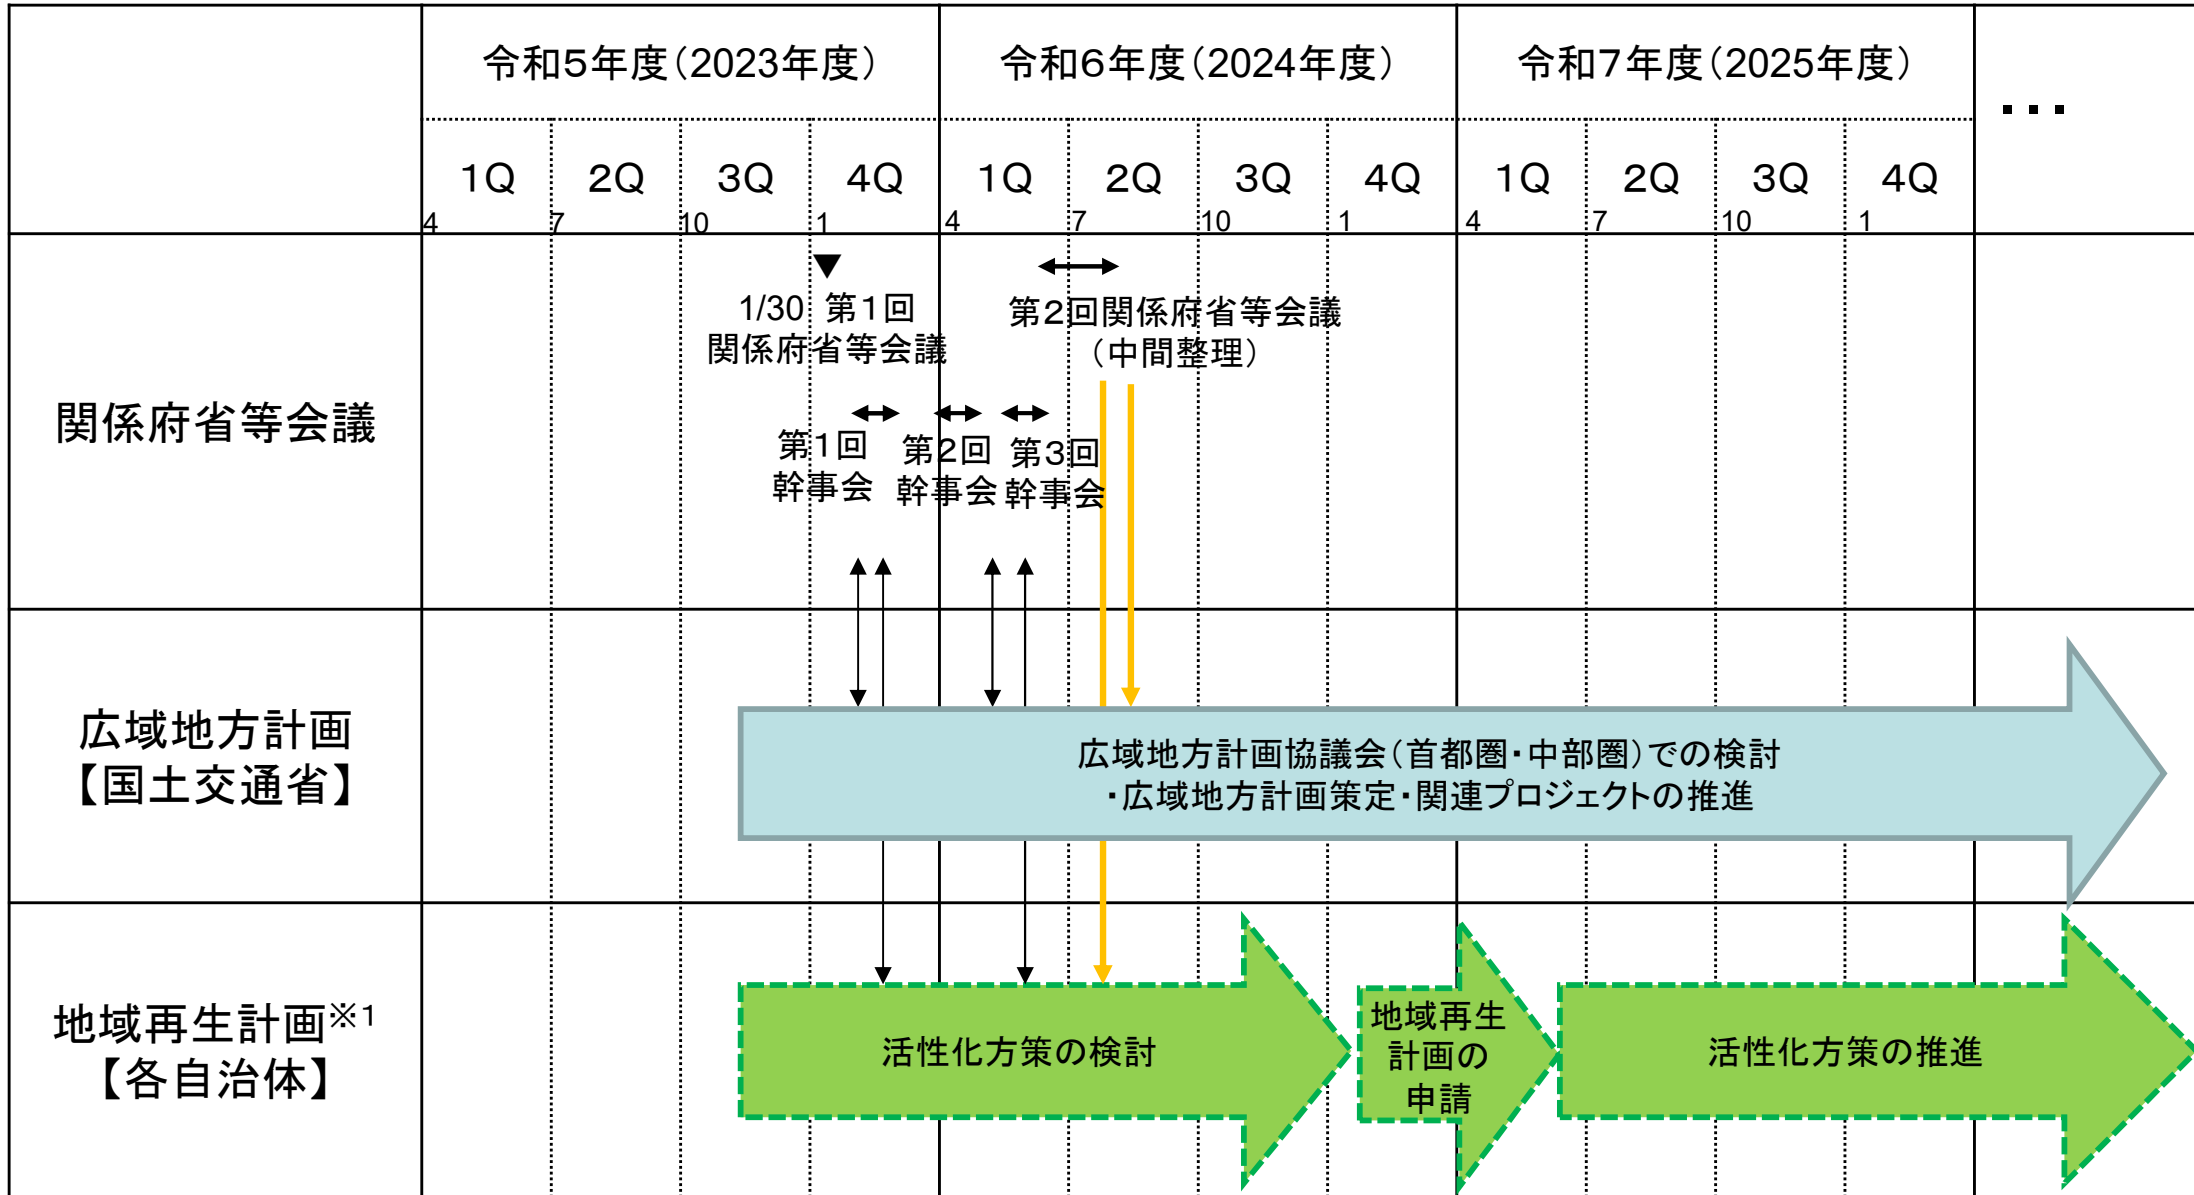 令和5年度（2023年度）
令和6年度（2024年度）
令和7年度（2025年度）
…
1Q 2Q 3Q 4Q 1Q 2Q 3Q 4Q 1Q 2Q 3Q 4Q
4 7 10 1 4 7 10 1 4 7 10 1
関係府省等会議
1/30 第1回
関係府省等会議
第2回関係府省等会議
（中間整理）
第1回
幹事会
第2回
幹事会
第3回
幹事会
広域地方計画
【国土交通省】
広域地方計画協議会（首都圏・中部圏）での検討
・広域地方計画策定・関連プロジェクトの推進
地域再生計画※1
【各自治体】
活性化方策の検討
地域再生
計画の
申請
活性化方策の推進